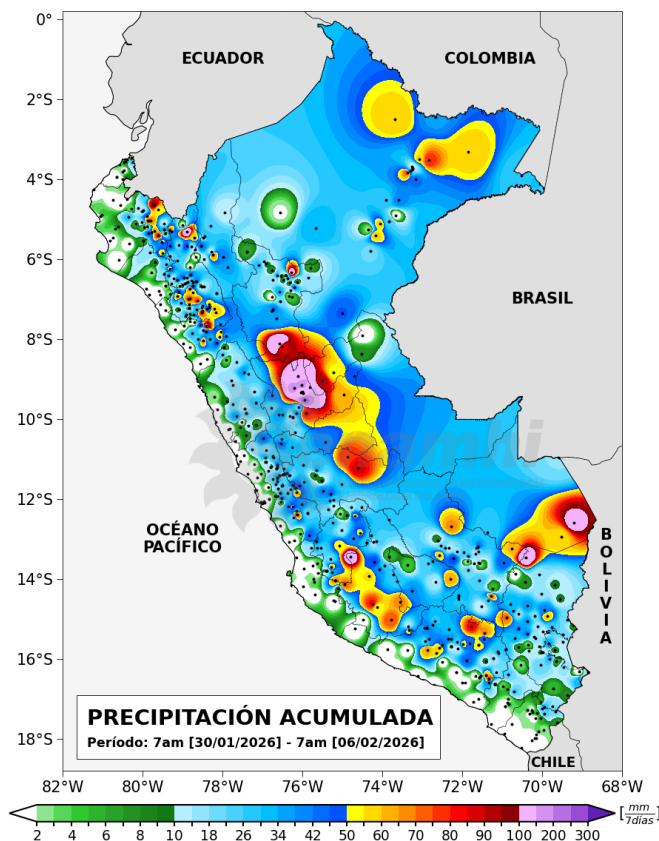 0°
2°S
4°S
6°S
8°S
10°S
12°S
14°S
16°S
18°S
ECUADOR
COLOMBIA
BRASIL
senamhi
OCÉANO
PACÍFICO
B
O
L
I
V
I
A
PRECIPITACIÓN ACUMULADA
Período: 7am [30/01/2026] - 7am [06/02/2026]
CHILE
82°W 80°W 78°W 76°W 74°W 72°W 70°W 68°W
2 4 6 8 10 18 26 34 42 50 60 70 80 90 100 200 300
[mm/7días]